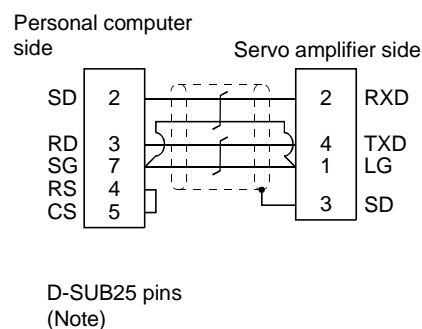 Personal computer
side
Servo amplifier side
SD 2 2 RXD
RD 3 4 TXD
SG 7 1 LG
RS 4
CS 5 3 SD
D-SUB25 pins
(Note)